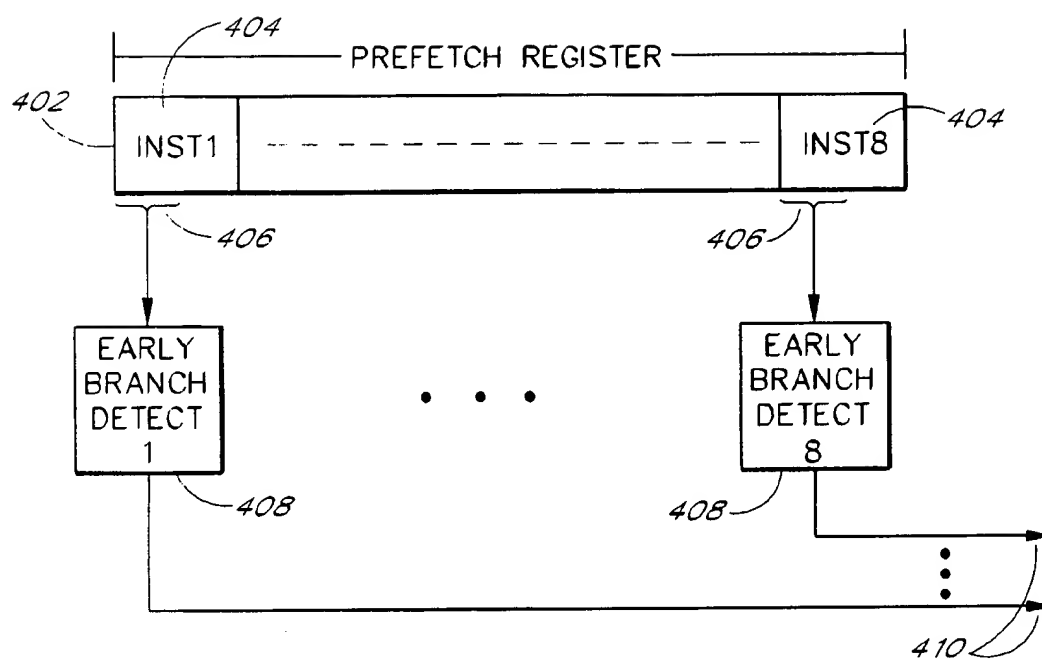 404
PREFETCH REGISTER
402
INST1
INST8
404
406
406
EARLY
BRANCH
DETECT
1
EARLY
BRANCH
DETECT
8
408
408
410